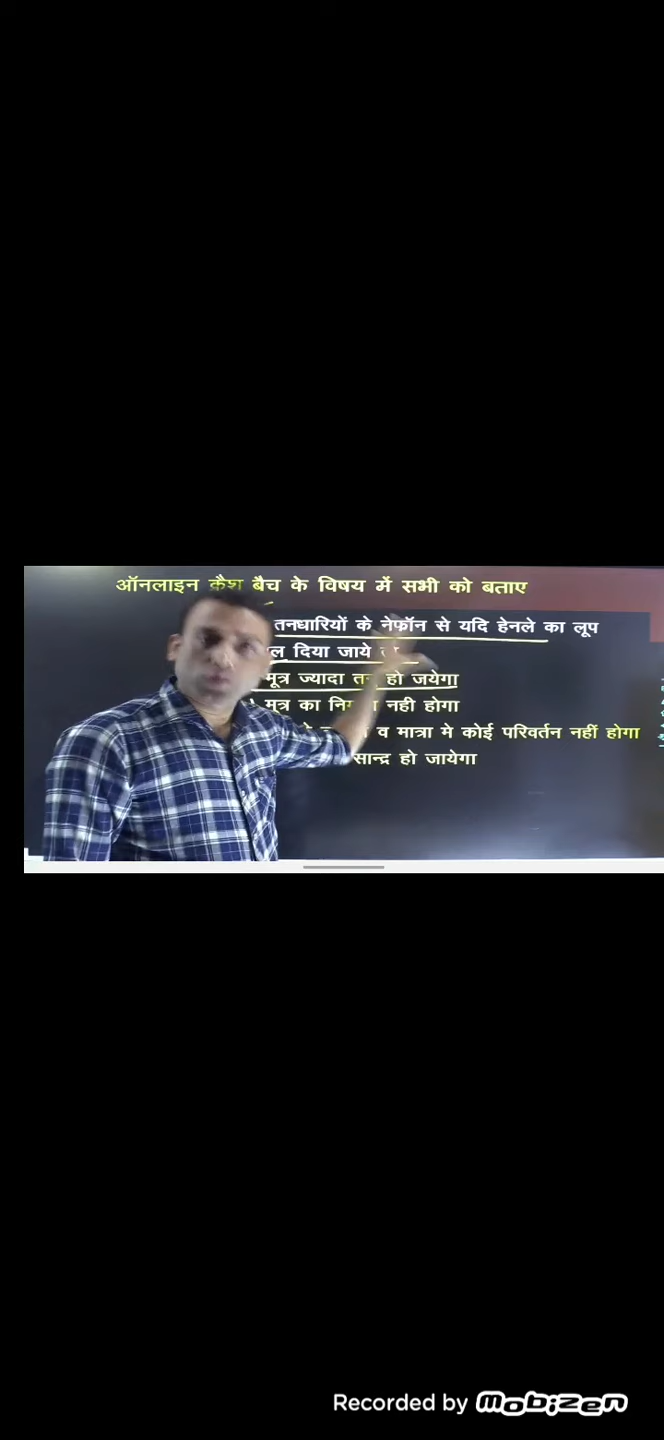 ऑनलाइन क्रैश बैच के विषय में सभी को बताए
तनधारियों के नेफ्रॉन से यदि हेनले का लूप
दिया जाये
मूत्र ज्यादा हो जयेगा
मूत्र का नही होगा
व मात्रा मे कोई परिवर्तन नहीं होगा
सान्द्र हो जायेगा
Recorded by mobizen